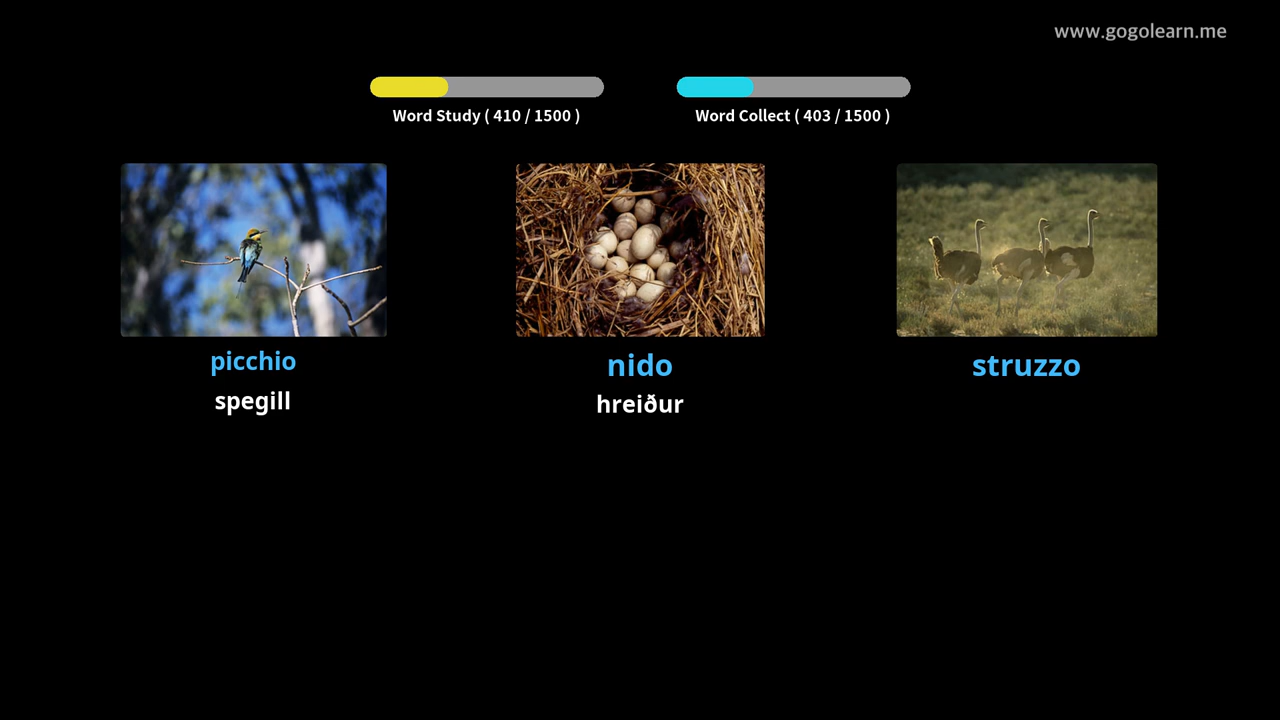 www.gogolearn.me
Word Study ( 410 / 1500 )
Word Collect ( 403 / 1500 )
picchio
spegill
nido
hreiður
struzzo